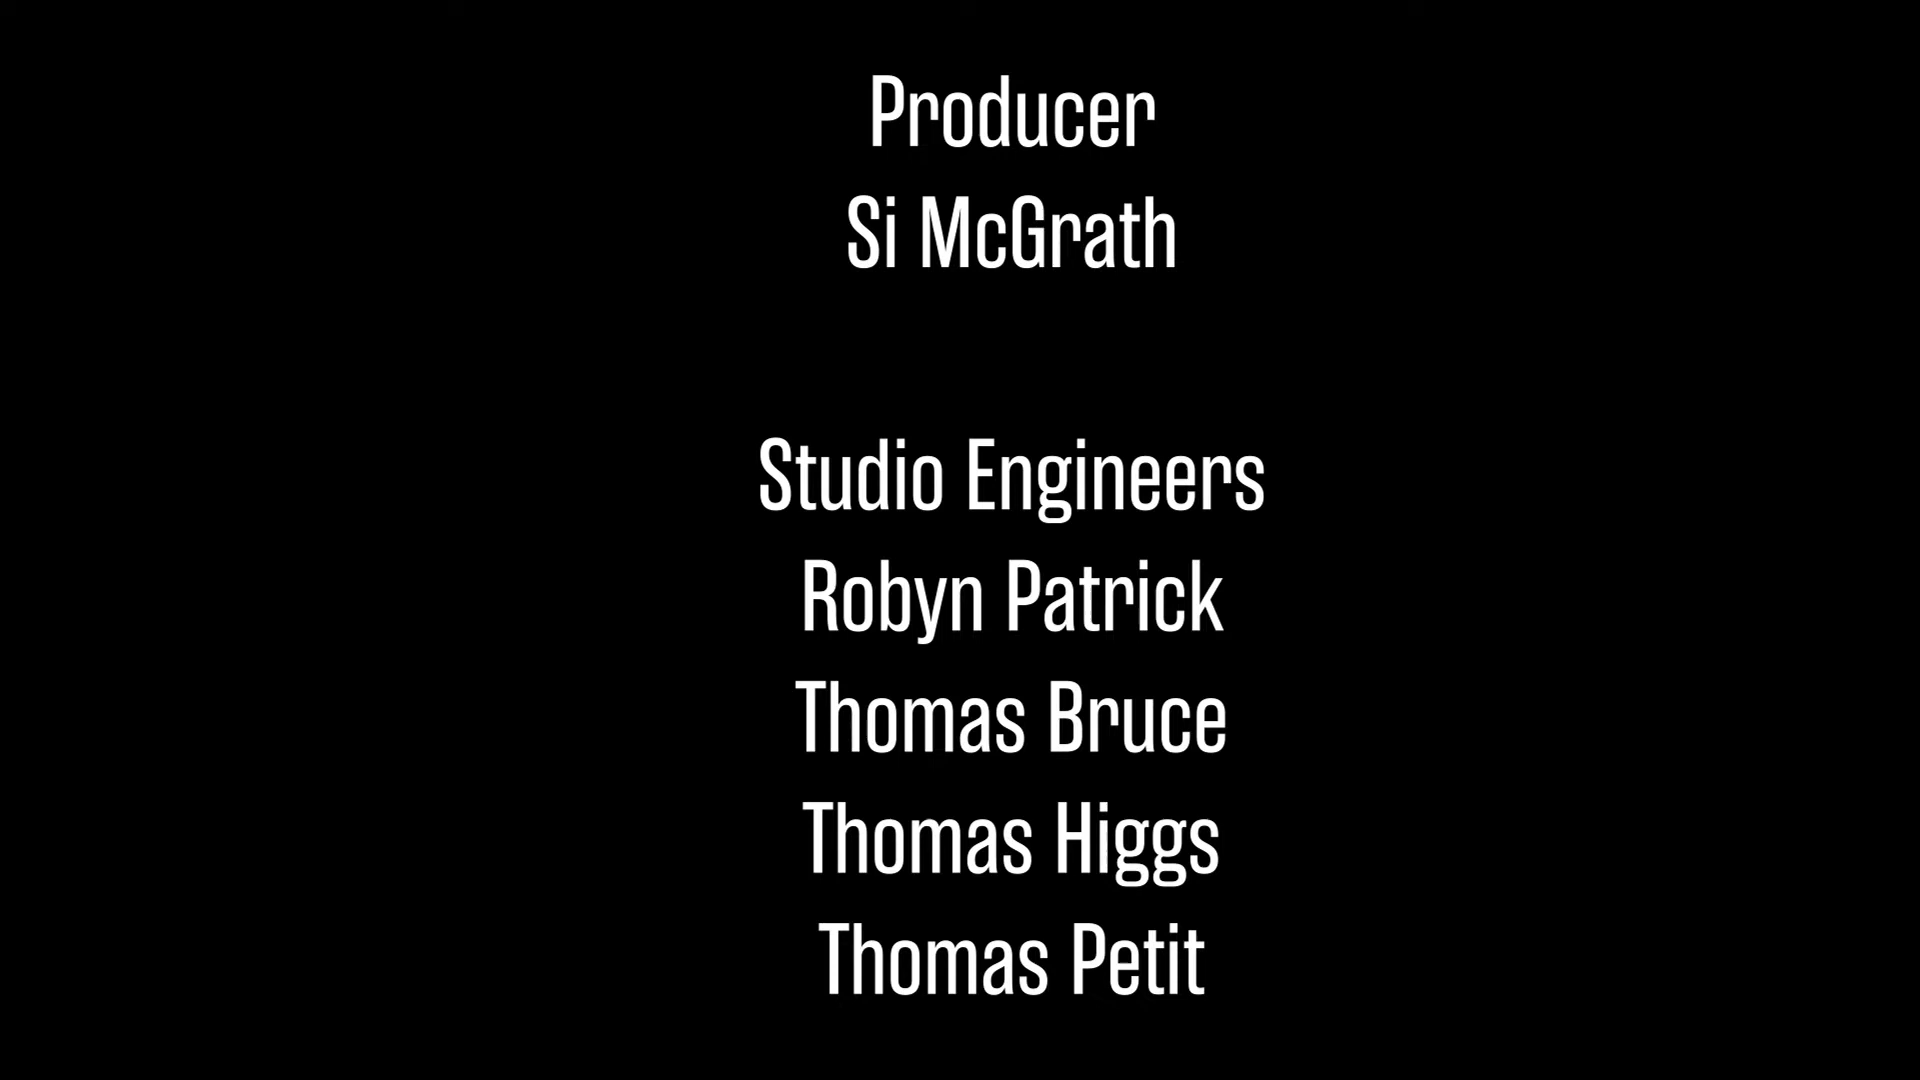 Producer
Si McGrath
Studio Engineers
Robyn Patrick
Thomas Bruce
Thomas Higgs
Thomas Petit